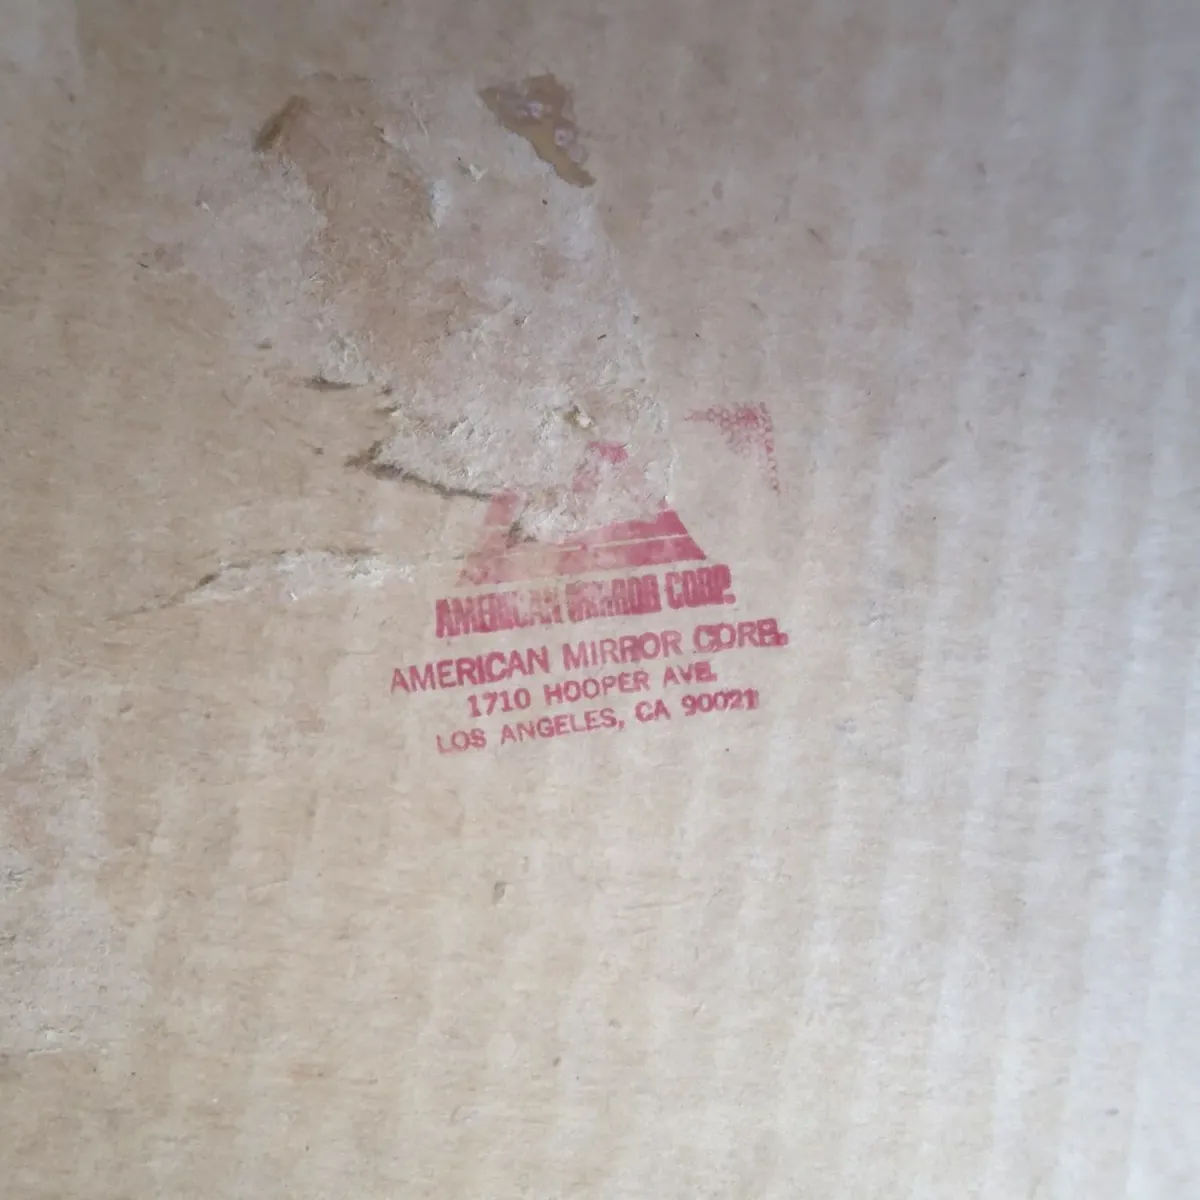 AMERICAN MIRROR CORP.
AMERICAN MIRROR CORP.
1710 HOOPER AVE.
LOS ANGELES, CA 90021